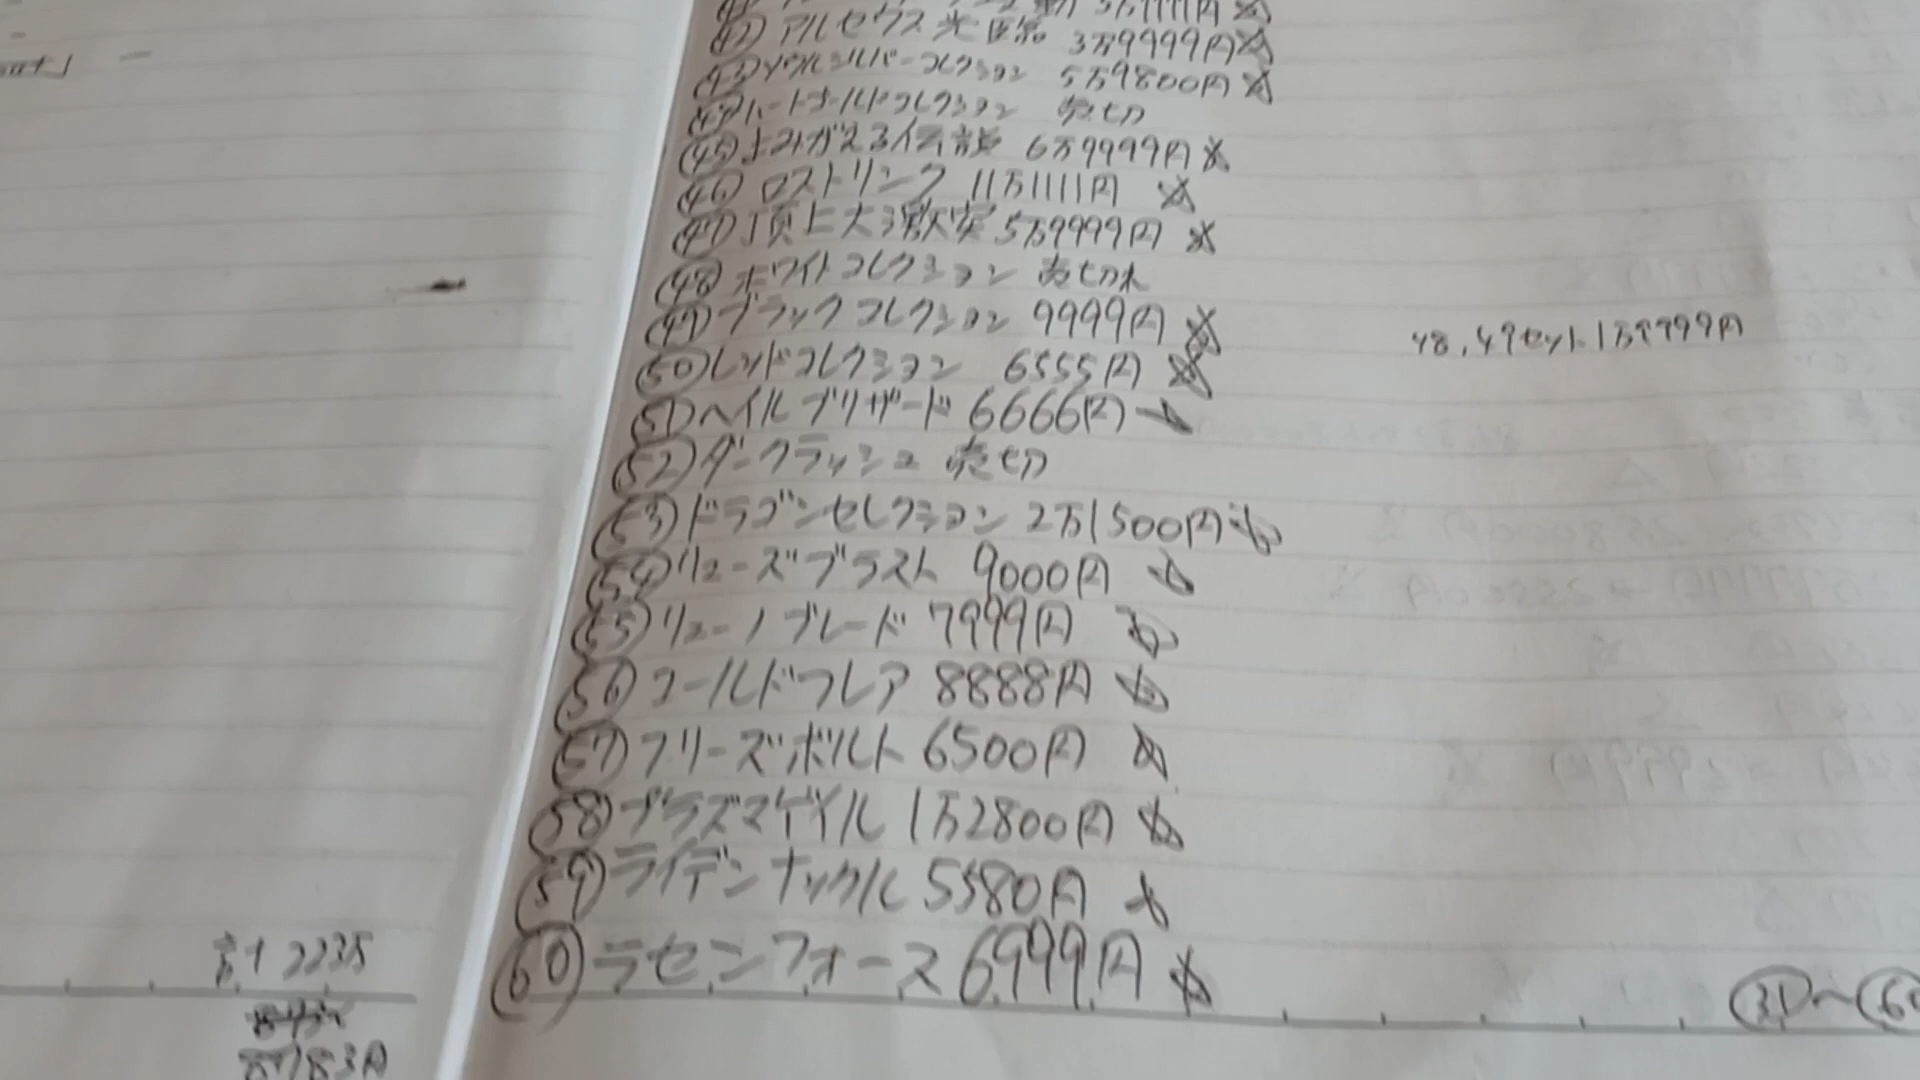 ㊷アルセウス光臨 3万9999円
㊸ソウルシルバーコレクション 5万9800円
㊹ハートゴールドコレクション 売切
㊺よみがえる伝説 6万9999円
㊻ロストリンク 11万1111円
㊼頂上大激突 5万9999円
㊽ホワイトコレクション 売切れ
㊾ブラックコレクション 9999円
48,49セット1万9999円
㊿レッドコレクション 6555円
51 ヘイルブリザード 6666円
52 ダークラッシュ 売切
53 ドラゴンセレクション 2万1500円
54 リューズブラスト 9000円
55 リューノブレード 7999円
56 コールドフレア 8888円
57 フリーズボルト 6500円
58 プラズマゲイル 1万2800円
59 ライデンナックル 5580円
60 ラセンフォース 6999円
計 2235